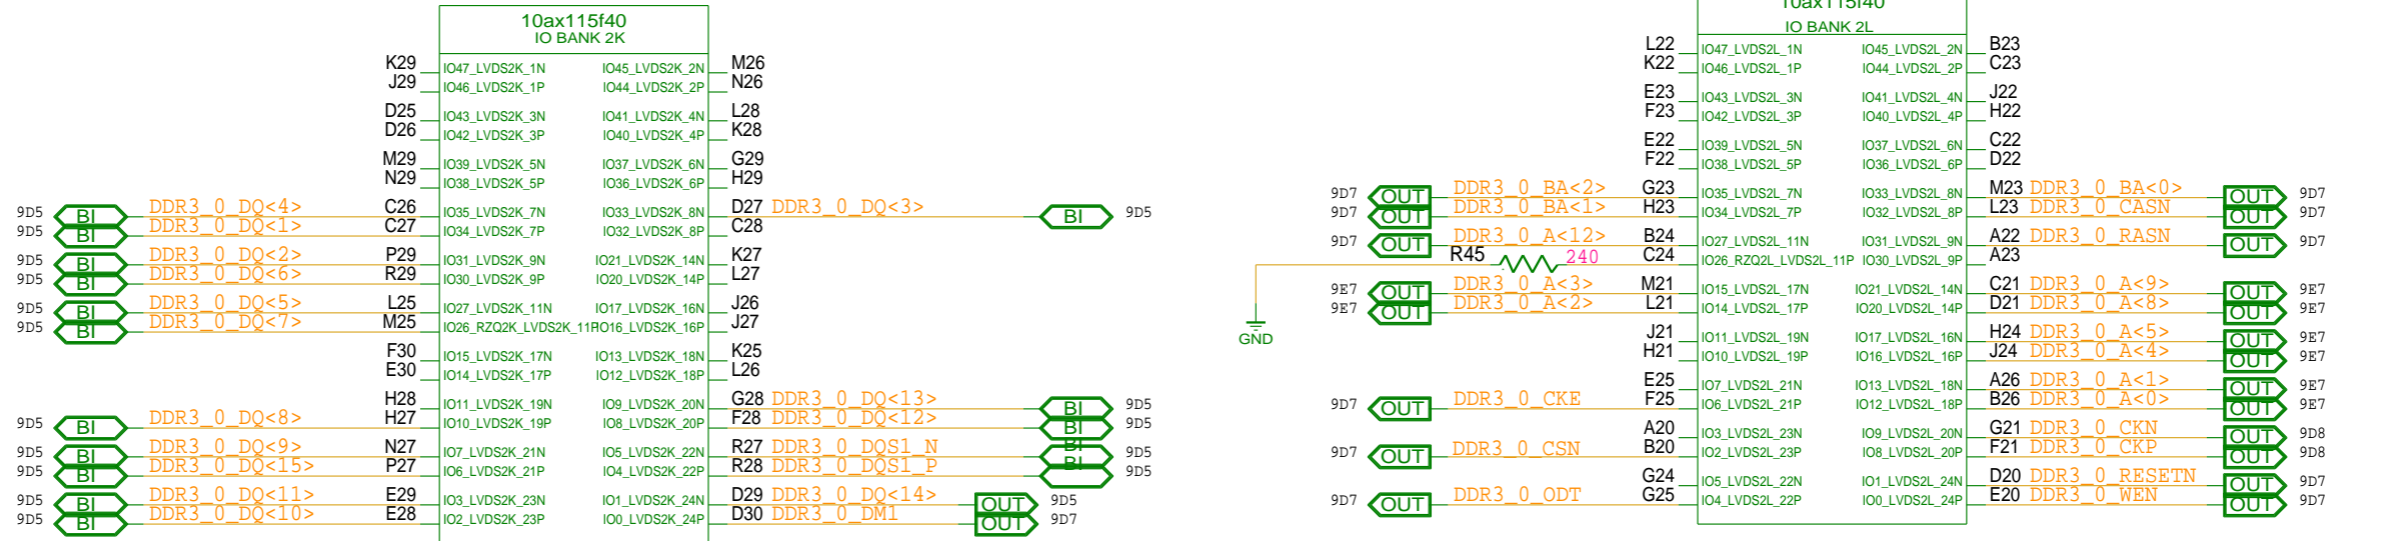 10ax115f40
IO BANK 2K
K29 IO47_LVDS2K_1N IO45_LVDS2K_2N M26
J29 IO46_LVDS2K_1P IO44_LVDS2K_2P N26
D25 IO43_LVDS2K_3N IO41_LVDS2K_4N L28
D26 IO42_LVDS2K_3P IO40_LVDS2K_4P K28
M29 IO39_LVDS2K_5N IO37_LVDS2K_6N G29
N29 IO38_LVDS2K_5P IO36_LVDS2K_6P H29
9D5 BI DDR3_0_DQ<4> C26 IO35_LVDS2K_7N IO33_LVDS2K_8N D27 DDR3_0_DQ<3> BI 9D5
9D5 BI DDR3_0_DQ<1> C27 IO34_LVDS2K_7P IO32_LVDS2K_8P C28
9D5 BI DDR3_0_DQ<2> P29 IO31_LVDS2K_9N IO21_LVDS2K_14N K27
9D5 BI DDR3_0_DQ<6> R29 IO30_LVDS2K_9P IO20_LVDS2K_14P L27
9D5 BI DDR3_0_DQ<5> L25 IO27_LVDS2K_11N IO17_LVDS2K_16N J26
9D5 BI DDR3_0_DQ<7> M25 IO26_RZQ2K_LVDS2K_11P IO16_LVDS2K_16P J27
F30 IO15_LVDS2K_17N IO13_LVDS2K_18N K25
E30 IO14_LVDS2K_17P IO12_LVDS2K_18P L26
H28 IO11_LVDS2K_19N IO9_LVDS2K_20N G28 DDR3_0_DQ<13> BI 9D5
9D5 BI DDR3_0_DQ<8> H27 IO10_LVDS2K_19P IO8_LVDS2K_20P F28 DDR3_0_DQ<12> BI 9D5
9D5 BI DDR3_0_DQ<9> N27 IO7_LVDS2K_21N IO5_LVDS2K_22N R27 DDR3_0_DQS1_N BI 9D5
9D5 BI DDR3_0_DQ<15> P27 IO6_LVDS2K_21P IO4_LVDS2K_22P R28 DDR3_0_DQS1_P BI 9D5
9D5 BI DDR3_0_DQ<11> E29 IO3_LVDS2K_23N IO1_LVDS2K_24N D29 DDR3_0_DQ<14> OUT 9D5
9D5 BI DDR3_0_DQ<10> E28 IO2_LVDS2K_23P IO0_LVDS2K_24P D30 DDR3_0_DM1 OUT 9D7
10ax115f40
IO BANK 2L
L22 IO47_LVDS2L_1N IO45_LVDS2L_2N B23
K22 IO46_LVDS2L_1P IO44_LVDS2L_2P C23
E23 IO43_LVDS2L_3N IO41_LVDS2L_4N J22
F23 IO42_LVDS2L_3P IO40_LVDS2L_4P H22
E22 IO39_LVDS2L_5N IO37_LVDS2L_6N C22
F22 IO38_LVDS2L_5P IO36_LVDS2L_6P D22
9D7 OUT DDR3_0_BA<2> G23 IO35_LVDS2L_7N IO33_LVDS2L_8N M23 DDR3_0_BA<0> OUT 9D7
9D7 OUT DDR3_0_BA<1> H23 IO34_LVDS2L_7P IO32_LVDS2L_8P L23 DDR3_0_CASN OUT 9D7
9D7 OUT DDR3_0_A<12> B24 IO27_LVDS2L_11N IO31_LVDS2L_9N A22 DDR3_0_RASN OUT 9D7
R45 240 C24 IO26_RZQ2L_LVDS2L_11P IO30_LVDS2L_9P A23
9E7 OUT DDR3_0_A<3> M21 IO15_LVDS2L_17N IO21_LVDS2L_14N C21 DDR3_0_A<9> OUT 9E7
9E7 OUT DDR3_0_A<2> L21 IO14_LVDS2L_17P IO20_LVDS2L_14P D21 DDR3_0_A<8> OUT 9E7
GND J21 IO11_LVDS2L_19N IO17_LVDS2L_16N H24 DDR3_0_A<5> OUT 9E7
H21 IO10_LVDS2L_19P IO16_LVDS2L_16P J24 DDR3_0_A<4> OUT 9E7
E25 IO7_LVDS2L_21N IO13_LVDS2L_18N A26 DDR3_0_A<1> OUT 9E7
9D7 OUT DDR3_0_CKE F25 IO6_LVDS2L_21P IO12_LVDS2L_18P B26 DDR3_0_A<0> OUT 9E7
A20 IO3_LVDS2L_23N IO9_LVDS2L_20N G21 DDR3_0_CKN OUT 9D8
9D7 OUT DDR3_0_CSN B20 IO2_LVDS2L_23P IO8_LVDS2L_20P F21 DDR3_0_CKP OUT 9D8
G24 IO5_LVDS2L_22N IO1_LVDS2L_24N D20 DDR3_0_RESETN OUT 9D7
9D7 OUT DDR3_0_ODT G25 IO4_LVDS2L_22P IO0_LVDS2L_24P E20 DDR3_0_WEN OUT 9D7